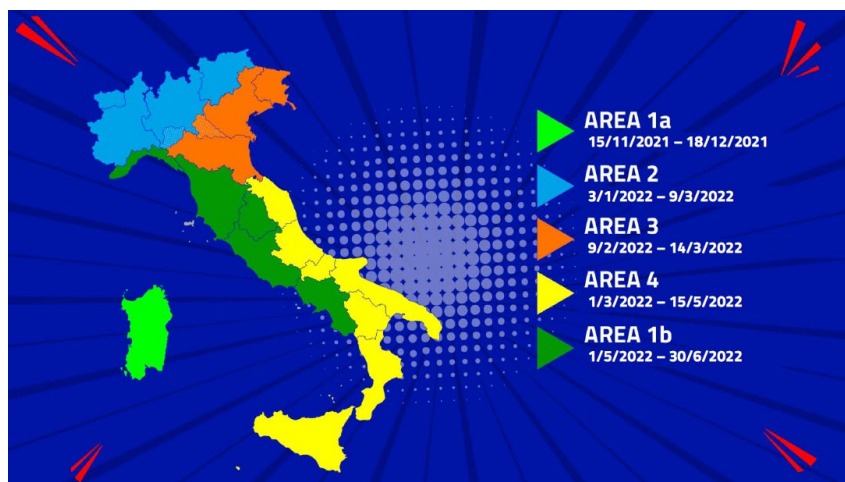 AREA 1a
15/11/2021 – 18/12/2021
AREA 2
3/1/2022 – 9/3/2022
AREA 3
9/2/2022 – 14/3/2022
AREA 4
1/3/2022 – 15/5/2022
AREA 1b
1/5/2022 – 30/6/2022